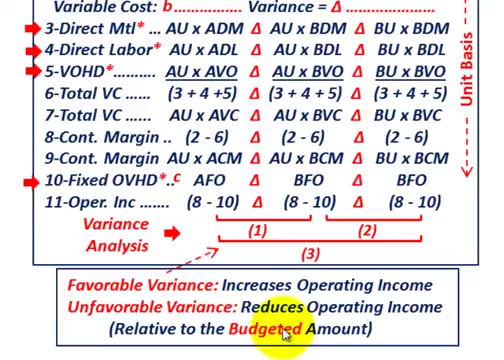 Variable Cost: b................ Variance = Δ .....................
3-Direct Mtl* ... AU x ADM Δ AU x BDM Δ BU x BDM
4-Direct Labor* AU x ADL Δ AU x BDL Δ BU x BDL
5-VOHD*.......... AU x AVO Δ AU x BVO Δ BU x BVO
6-Total VC ...... (3 + 4 +5) Δ (3 + 4 + 5) Δ (3 + 4 + 5)
7-Total VC ...... AU x AVC Δ AU x BVC Δ BU x BVC
8-Cont. Margin .. (2 - 6) Δ (2 - 6) Δ (2 - 6)
9-Cont. Margin AU x ACM Δ AU x BCM Δ BU x BCM
10-Fixed OVHD*..c AFO Δ BFO Δ BFO
11-Oper. Inc ....... (8 - 10) Δ (8 - 10) Δ (8 - 10)
Unit Basis
Variance Analysis
(1) (2)
(3)
Favorable Variance: Increases Operating Income
Unfavorable Variance: Reduces Operating Income
(Relative to the Budgeted Amount)